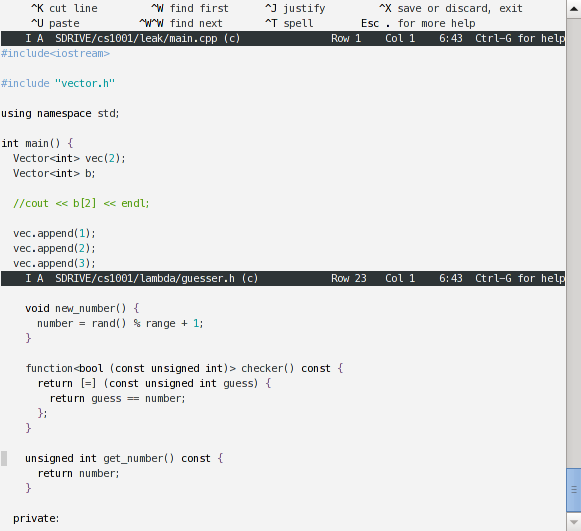 ^K cut line ^W find first ^J justify ^X save or discard, exit
^U paste ^W^W find next ^T spell Esc . for more help
I A SDRIVE/cs1001/leak/main.cpp (c) Row 1 Col 1 6:43 Ctrl-G for help
#include<iostream>
#include "vector.h"
using namespace std;
int main() {
Vector<int> vec(2);
Vector<int> b;
//cout << b[2] << endl;
vec.append(1);
vec.append(2);
vec.append(3);
I A SDRIVE/cs1001/lambda/guesser.h (c) Row 23 Col 1 6:43 Ctrl-G for help
void new_number() {
number = rand() % range + 1;
}
function<bool (const unsigned int)> checker() const {
return [=] (const unsigned int guess) {
return guess == number;
};
}
unsigned int get_number() const {
return number;
}
private: